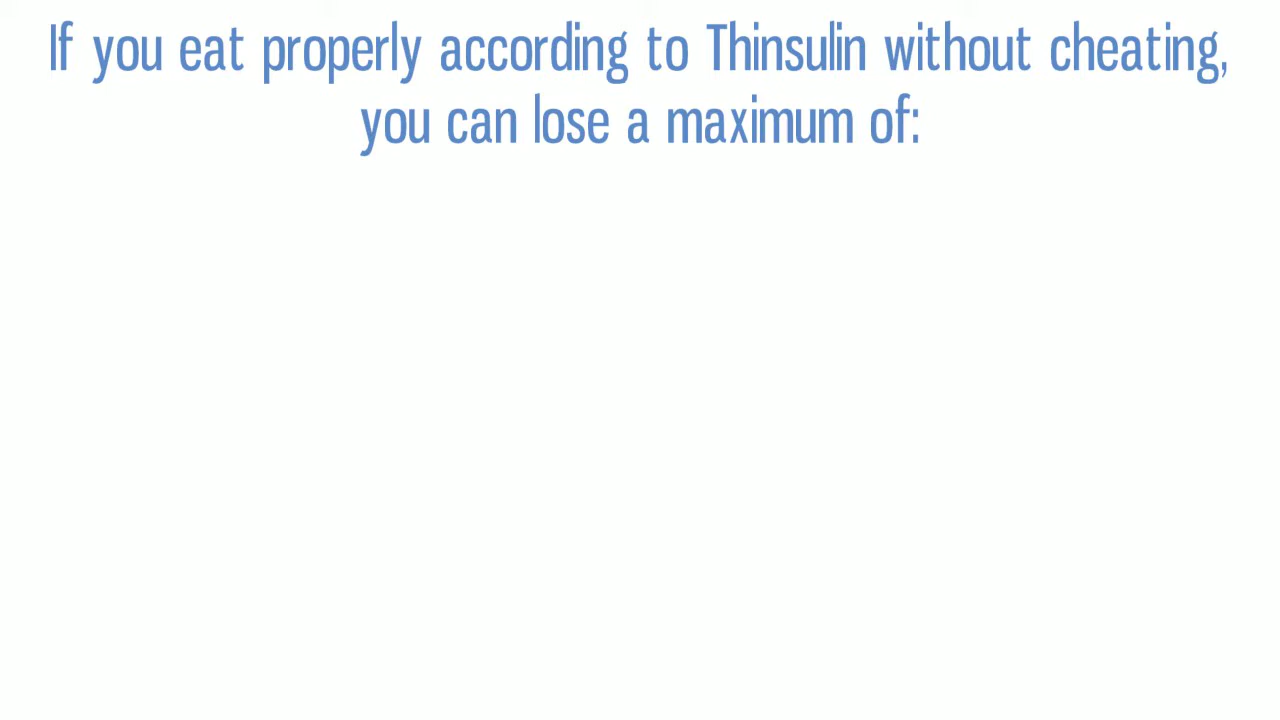 If you eat properly according to Thinsulin without cheating,
you can lose a maximum of: